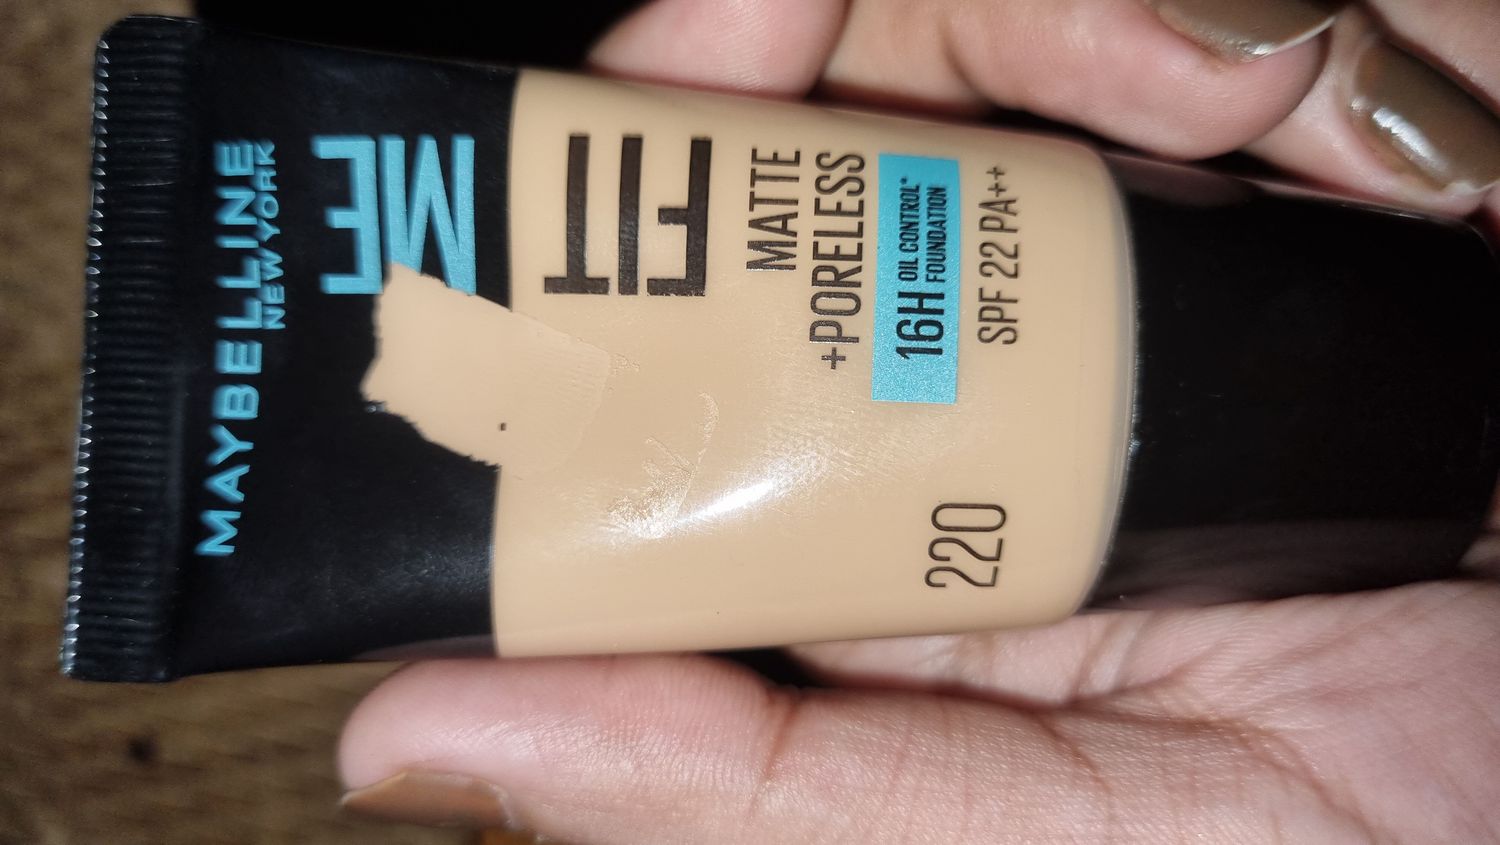 MAYBELLINE
NEW YORK
FIT
ME
MATTE
+PORELESS
16H OIL CONTROL*
FOUNDATION
SPF 22 PA++
220